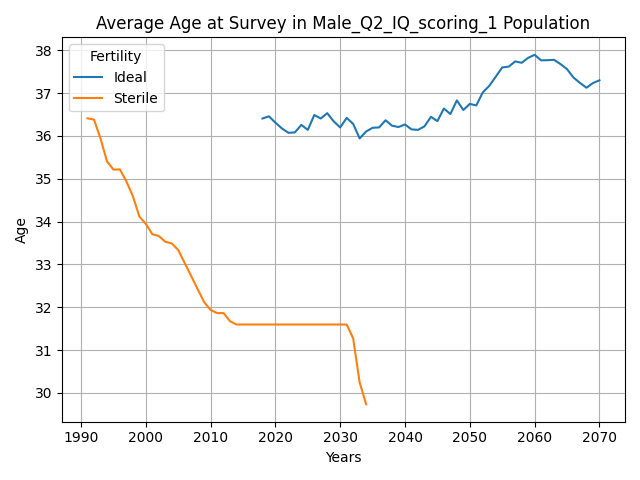 Average Age at Survey in Male_Q2_IQ_scoring_1 Population
Fertility
Ideal
Sterile
38
37
36
35
34
33
32
31
30
Age
1990 2000 2010 2020 2030 2040 2050 2060 2070
Years